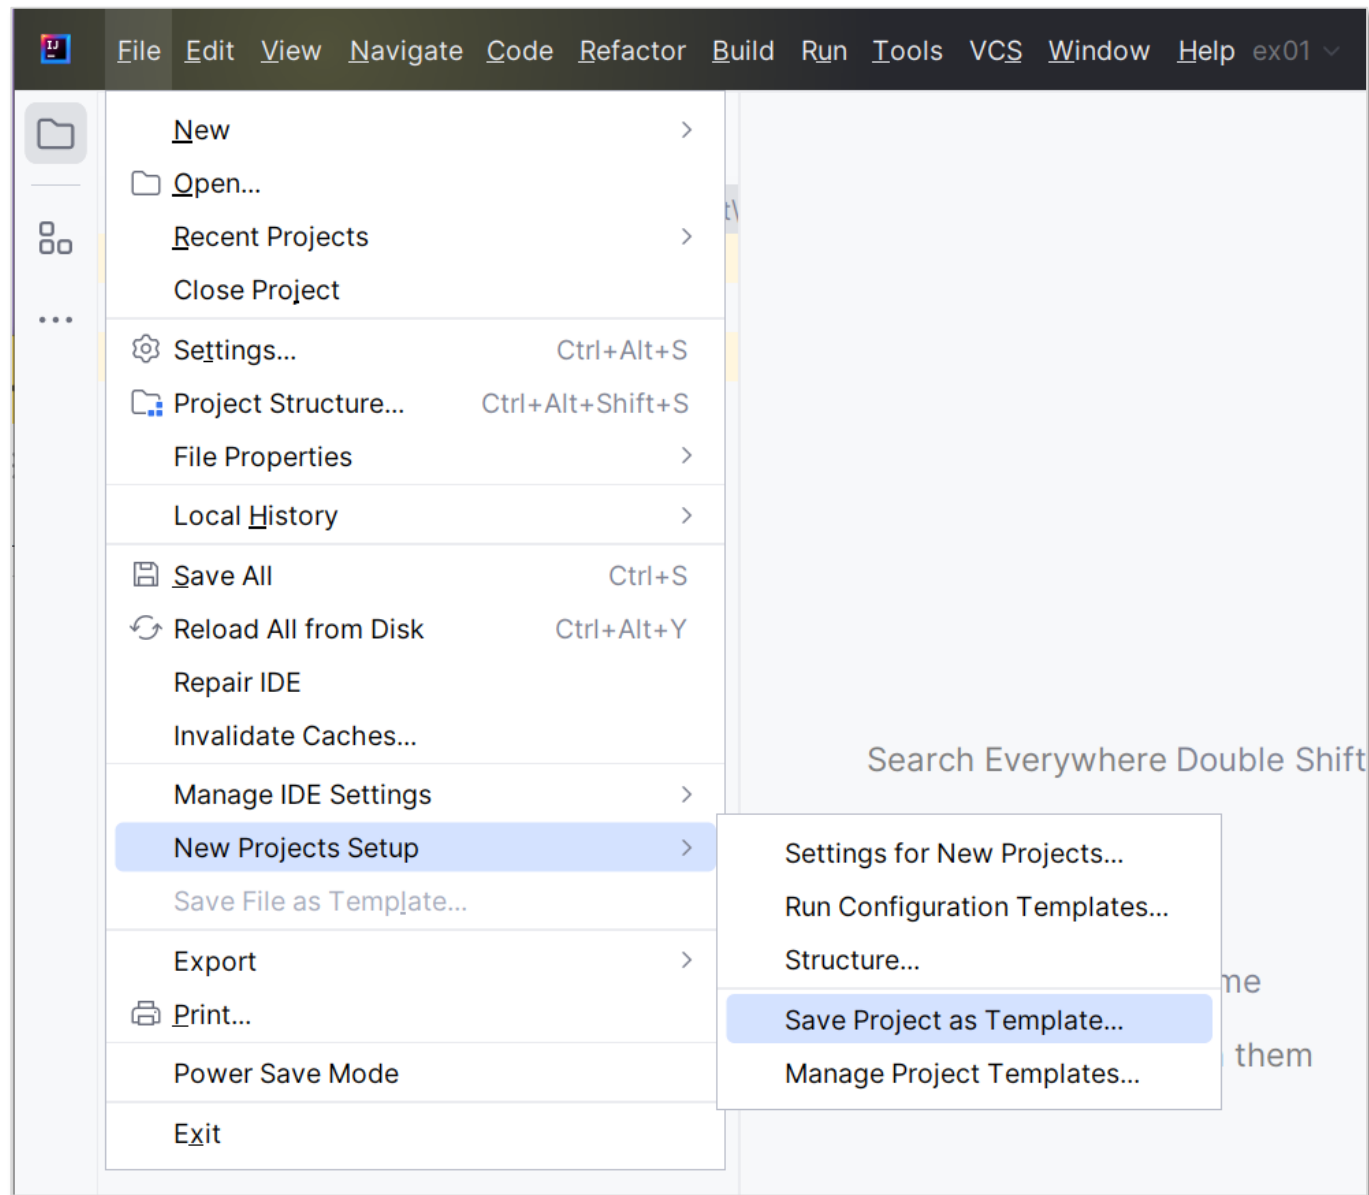 IJ
File Edit View Navigate Code Refactor Build Run Tools VCS Window Help ex01
New
Open...
Recent Projects
Close Project
Settings... Ctrl+Alt+S
Project Structure... Ctrl+Alt+Shift+S
File Properties
Local History
Save All Ctrl+S
Reload All from Disk Ctrl+Alt+Y
Repair IDE
Invalidate Caches...
Manage IDE Settings
New Projects Setup
Save File as Template...
Export
Print...
Power Save Mode
Exit
Search Everywhere Double Shift
Settings for New Projects...
Run Configuration Templates...
Structure...
Save Project as Template...
Manage Project Templates...
them